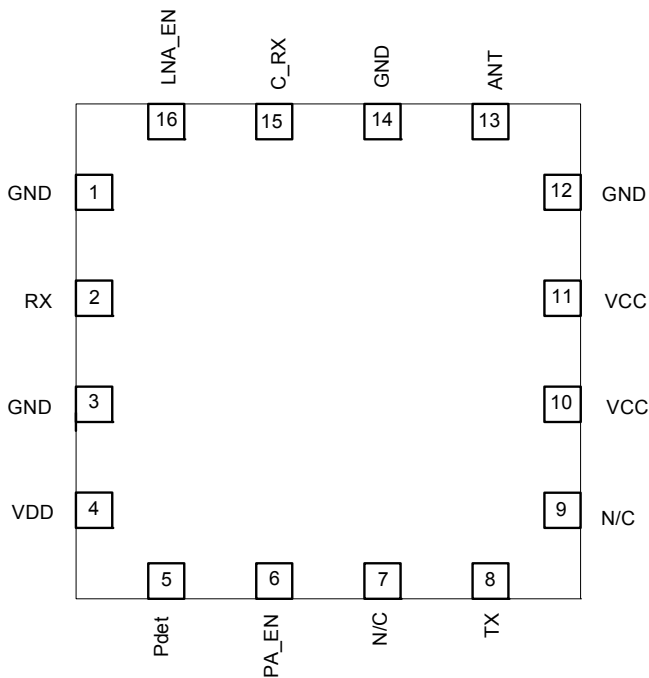 LNA_EN
C_RX
GND
ANT
16
15
14
13
GND 1
12 GND
RX 2
11 VCC
GND 3
10 VCC
VDD 4
9 N/C
5
6
7
8
Pdet
PA_EN
N/C
TX